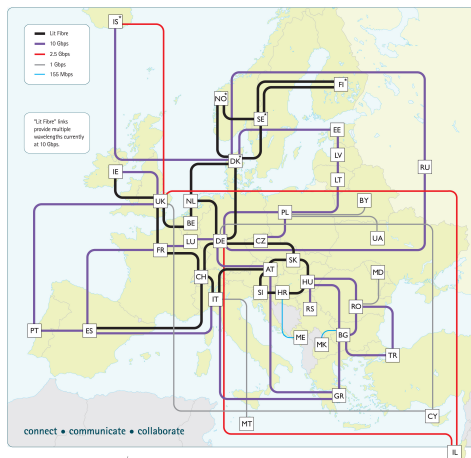 IS*
Lit Fibre
10 Gbps
2.5 Gbps
1 Gbps
155 Mbps
"Lit Fibre" links
provide multiple
wavelengths currently
at 10 Gbps.
NO*
FI*
SE*
EE
LV
LT
DK*
RU
IE
UK
NL
BE
BY
PL
UA
LU
DE
CZ
FR
SK
AT
CH
MD
HU
SI
HR
IT
RS
RO
PT
ES
ME
MK
BG
TR
GR
MT
CY
connect • communicate • collaborate
IL